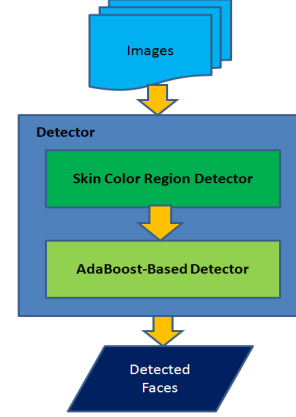 Images
Detector
Skin Color Region Detector
AdaBoost-Based Detector
Detected
Faces